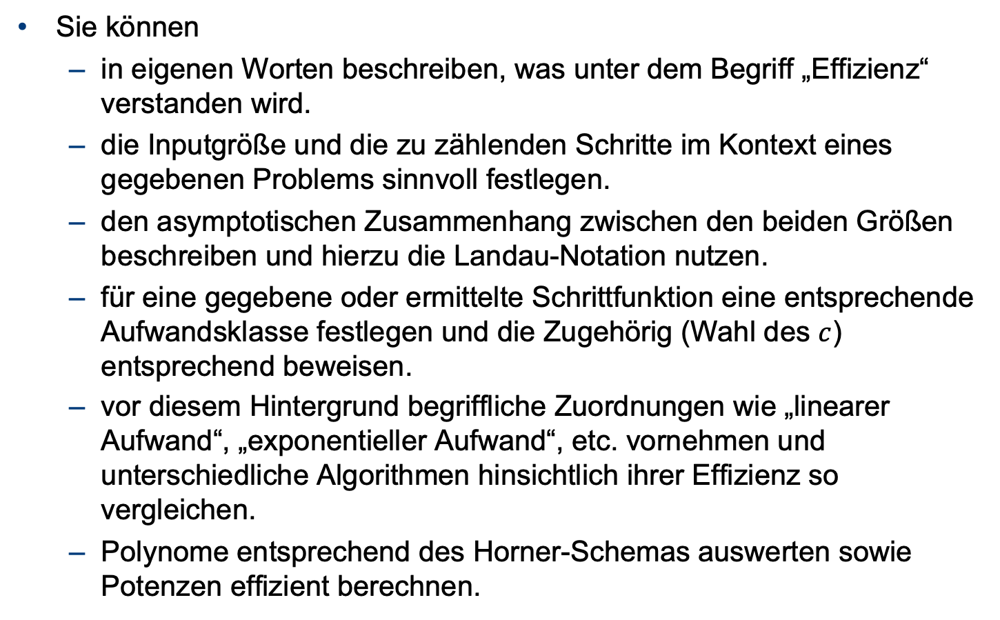 • Sie können
– in eigenen Worten beschreiben, was unter dem Begriff „Effizienz“
verstanden wird.
– die Inputgröße und die zu zählenden Schritte im Kontext eines
gegebenen Problems sinnvoll festlegen.
– den asymptotischen Zusammenhang zwischen den beiden Größen
beschreiben und hierzu die Landau-Notation nutzen.
– für eine gegebene oder ermittelte Schrittfunktion eine entsprechende
Aufwandsklasse festlegen und die Zugehörig (Wahl des c)
entsprechend beweisen.
– vor diesem Hintergrund begriffliche Zuordnungen wie „linearer
Aufwand“, „exponentieller Aufwand“, etc. vornehmen und
unterschiedliche Algorithmen hinsichtlich ihrer Effizienz so
vergleichen.
– Polynome entsprechend des Horner-Schemas auswerten sowie
Potenzen effizient berechnen.